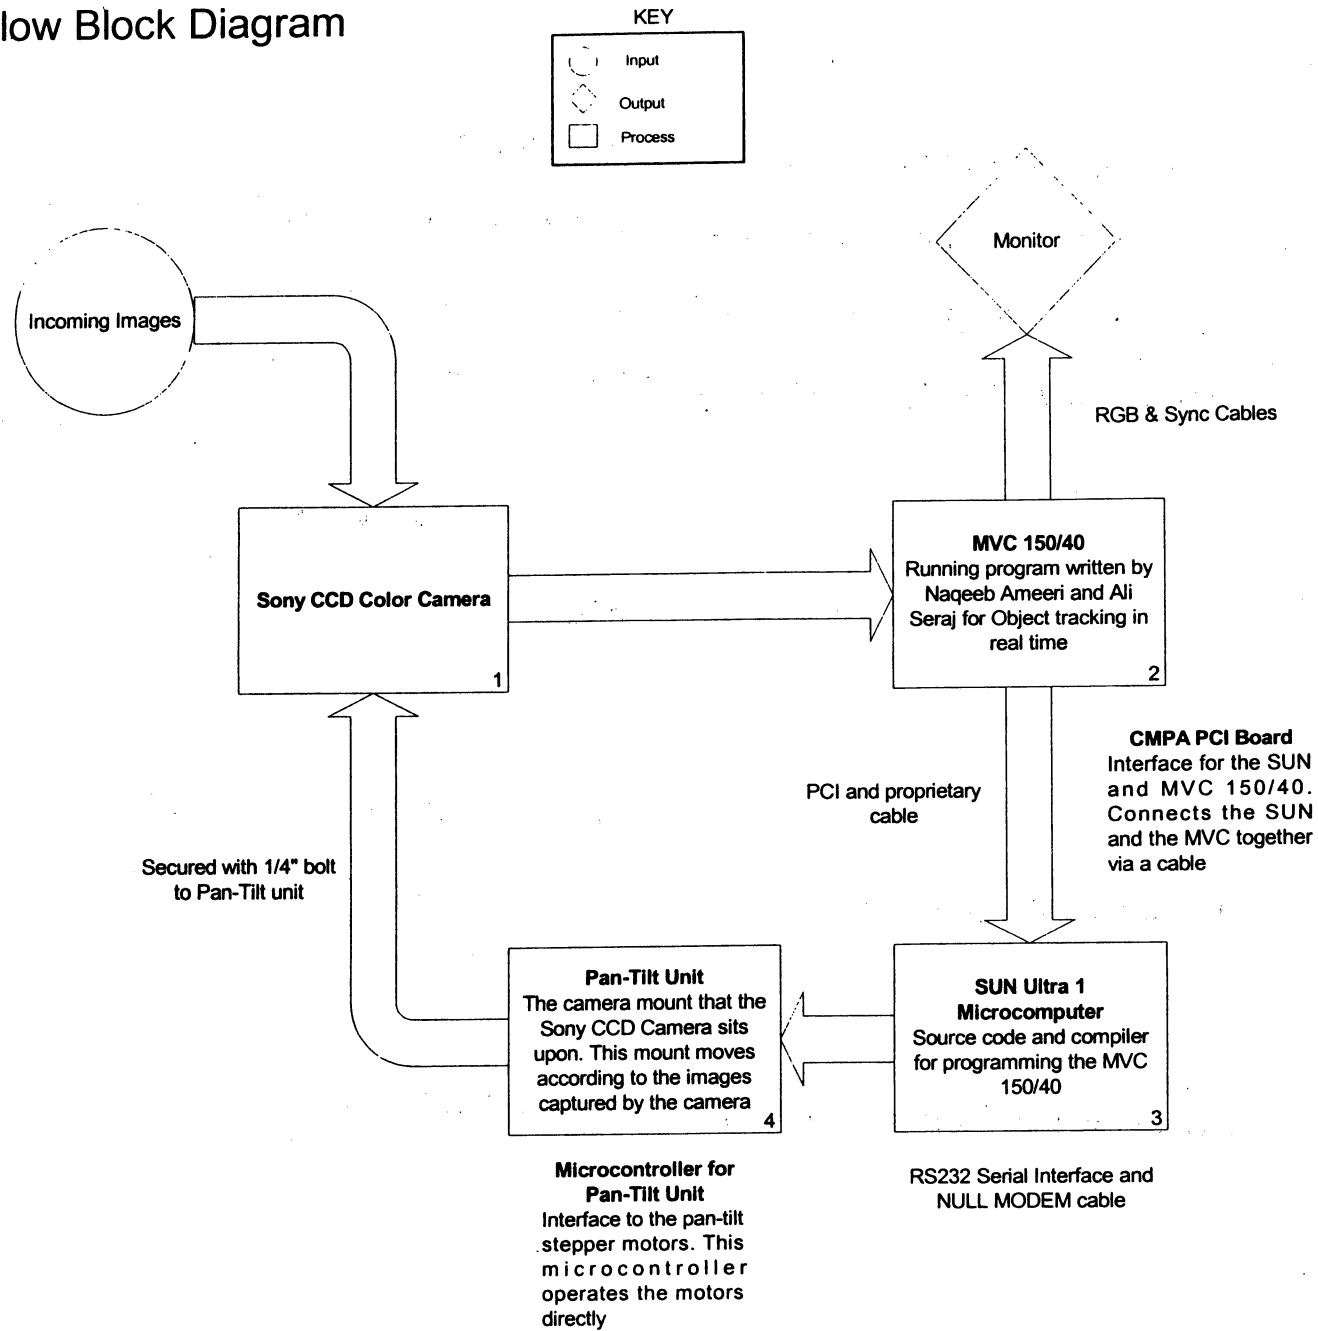 low Block Diagram
KEY
Input
Output
Process
Monitor
Incoming Images
RGB & Sync Cables
Sony CCD Color Camera
1
MVC 150/40
Running program written by
Naqeeb Ameeri and Ali
Seraj for Object tracking in
real time
2
PCI and proprietary
cable
CMPA PCI Board
Interface for the SUN
and MVC 150/40.
Connects the SUN
and the MVC together
via a cable
Secured with 1/4" bolt
to Pan-Tilt unit
Pan-Tilt Unit
The camera mount that the
Sony CCD Camera sits
upon. This mount moves
according to the images
captured by the camera
4
SUN Ultra 1
Microcomputer
Source code and compiler
for programming the MVC
150/40
3
Microcontroller for
Pan-Tilt Unit
Interface to the pan-tilt
stepper motors. This
microcontroller
operates the motors
directly
RS232 Serial Interface and
NULL MODEM cable